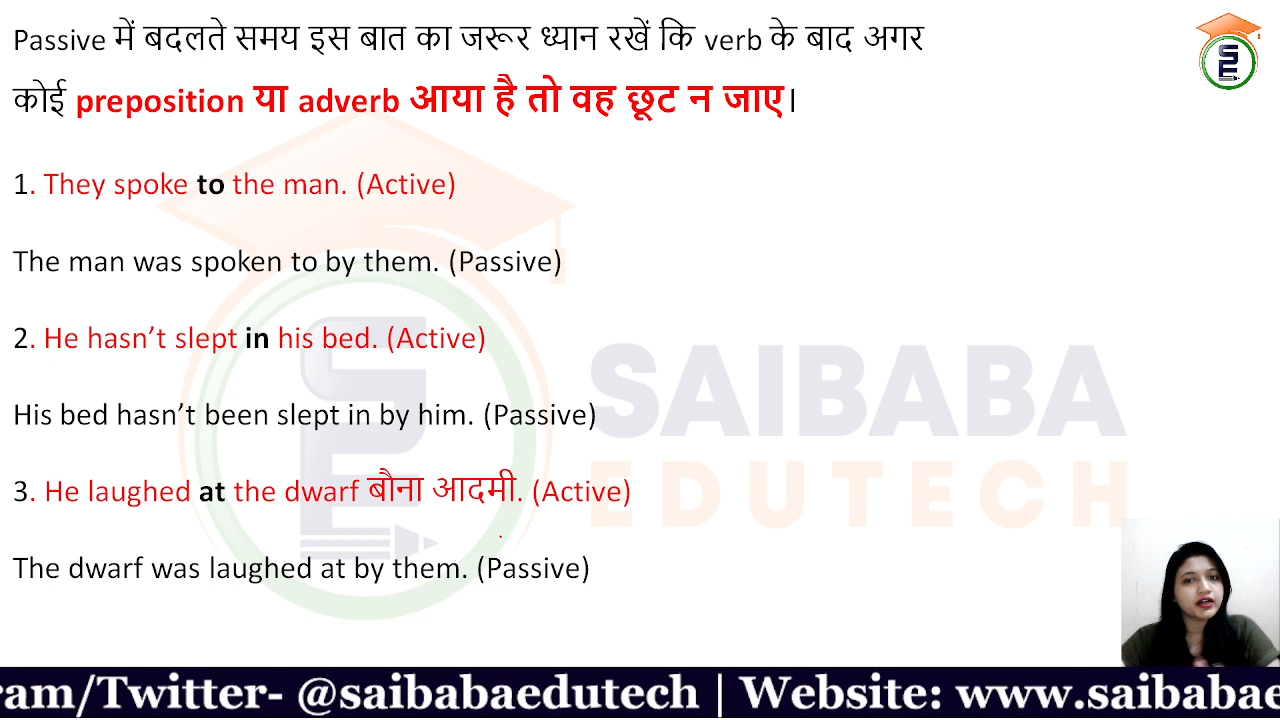 Passive में बदलते समय इस बात का जरूर ध्यान रखें कि verb के बाद अगर
कोई preposition या adverb आया है तो वह छूट न जाए।
1. They spoke to the man. (Active)
The man was spoken to by them. (Passive)
2. He hasn’t slept in his bed. (Active)
His bed hasn’t been slept in by him. (Passive)
3. He laughed at the dwarf बौना आदमी. (Active)
The dwarf was laughed at by them. (Passive)
SAIBABA
EDUTECH
ram/Twitter- @saibabaedutech | Website: www.saibabae